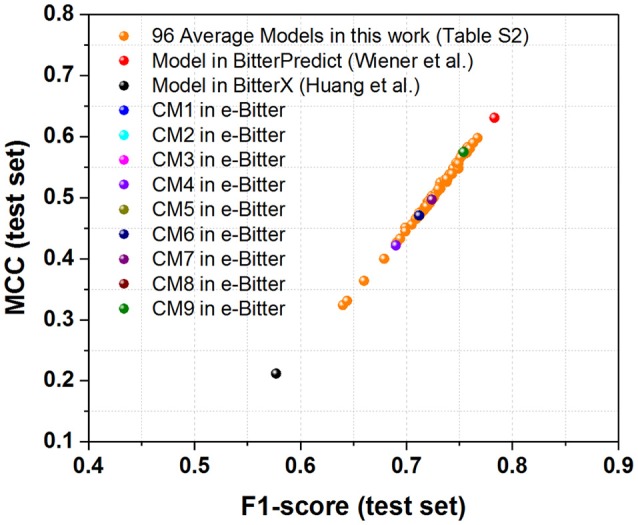 0.8
0.7
0.6
0.5
0.4
0.3
0.2
0.1
MCC (test set)
96 Average Models in this work (Table S2)
Model in BitterPredict (Wiener et al.)
Model in BitterX (Huang et al.)
CM1 in e-Bitter
CM2 in e-Bitter
CM3 in e-Bitter
CM4 in e-Bitter
CM5 in e-Bitter
CM6 in e-Bitter
CM7 in e-Bitter
CM8 in e-Bitter
CM9 in e-Bitter
0.4 0.5 0.6 0.7 0.8 0.9
F1-score (test set)